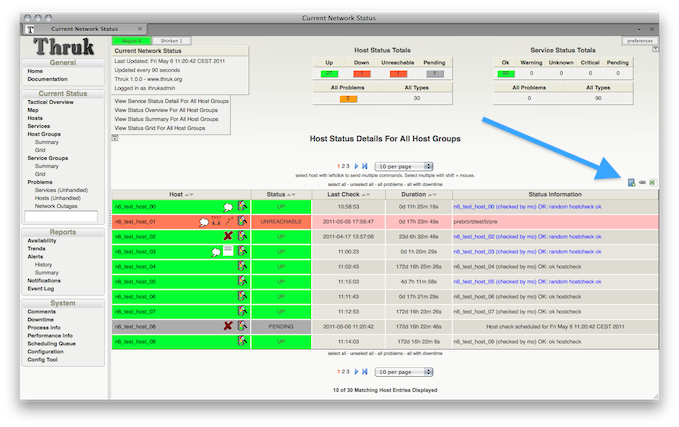 Current Network Status
Current Network Status
Thruk
General
Home
Documentation
Current Status
Tactical Overview
Map
Hosts
Services
Host Groups
Summary
Grid
Service Groups
Summary
Grid
Problems
Services (Unhandled)
Hosts (Unhandled)
Network Outages
Reports
Availability
Trends
Alerts
History
Summary
Notifications
Event Log
System
Comments
Downtime
Process Info
Performance Info
Scheduling Queue
Configuration
Config Tool
Shinken 1
preferences
Current Network Status
Last Updated: Fri May 6 11:20:42 CEST 2011
Updated every 90 seconds
Thruk 1.0.0 - www.thruk.org
Logged in as thrukadmin
View Service Status Detail For All Host Groups
View Status Overview For All Host Groups
View Status Summary For All Host Groups
View Status Grid For All Host Groups
Host Status Totals
Up Down Unreachable Pending
27 1 1 1
All Problems All Types
2 30
Service Status Totals
Ok Warning Unknown Critical Pending
90 0 0 0 0
All Problems All Types
0 90
Host Status Details For All Host Groups
1 2 3 10 per page
select host with leftclick to send multiple commands. Select multiple with shift + mouse.
select all - unselect all - all problems - all with downtime
Host Status Last Check Duration Status Information
n6_test_host_00 UP 10:58:53 0d 11h 25m 19s n6_test_host_00 (checked by mo) OK: random hostcheck ok
n6_test_host_01 UNREACHABLE 2011-05-05 17:56:47 0d 17h 23m 49s
n6_test_host_02 UP 2011-04-17 13:57:06 23d 6h 32m 46s n6_test_host_02 (checked by mo) OK: random hostcheck ok
n6_test_host_03 UP 11:00:23 0d 1h 20m 29s n6_test_host_03 (checked by mo) OK: random hostcheck ok
n6_test_host_04 UP 11:02:43 172d 16h 25m 26s n6_test_host_04 (checked by mo) OK: ok hostcheck
n6_test_host_05 UP 11:15:03 4d 7h 11m 58s n6_test_host_05 (checked by mo) OK: random hostcheck ok
n6_test_host_06 UP 11:11:43 0d 17h 21m 29s n6_test_host_06 (checked by mo) OK: ok hostcheck
n6_test_host_07 UP 11:12:53 172d 16h 23m 26s n6_test_host_07 (checked by mo) OK: ok hostcheck
n6_test_host_08 PENDING 2011-05-06 11:20:42 172d 16h 22m 46s Host check scheduled for Fri May 6 11:20:42 CEST 2011
n6_test_host_09 UP 11:14:03 172d 16h 22m 6s n6_test_host_09 (checked by mo) OK: ok hostcheck
select all - unselect all - all problems - all with downtime
1 2 3 10 per page
10 of 30 Matching Host Entries Displayed